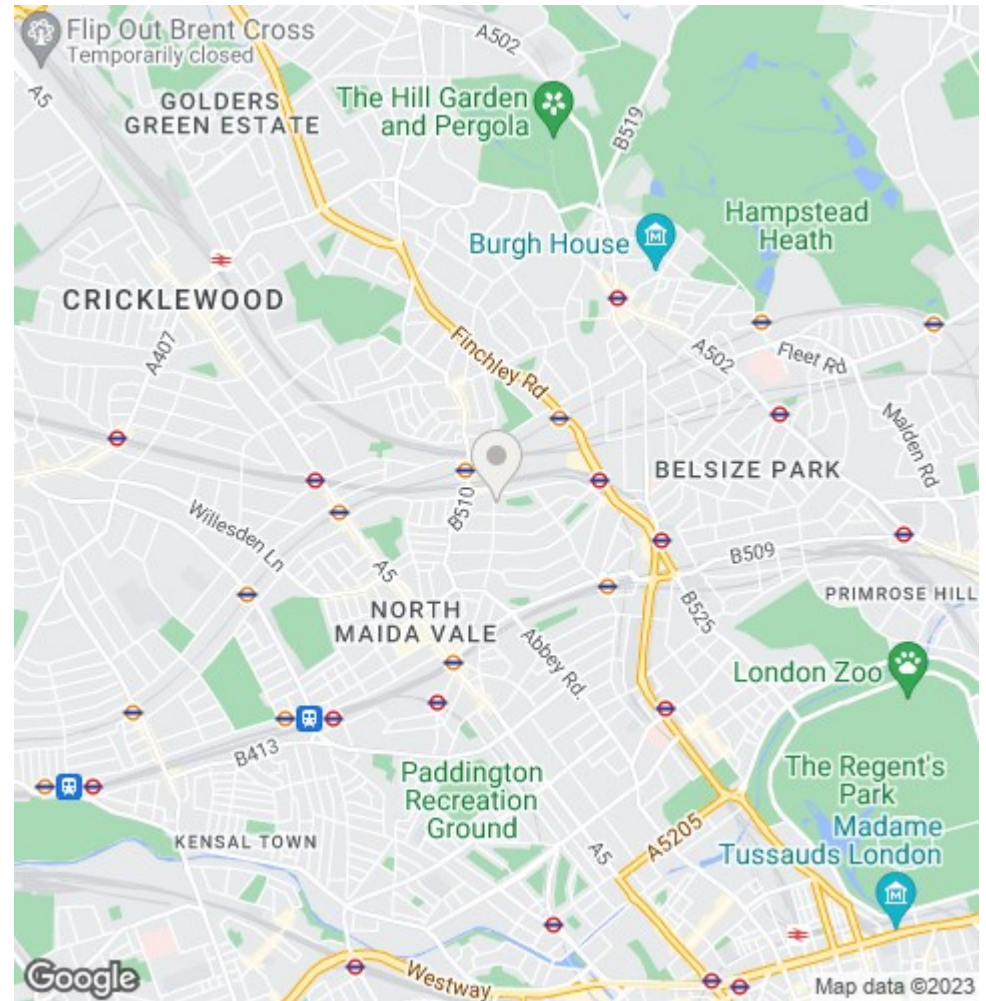 Flip Out Brent Cross
Temporarily closed
A502
A5
GOLDERS
GREEN ESTATE
The Hill Garden
and Pergola
B519
Hampstead
Heath
Burgh House
CRICKLEWOOD
A407
Finchley Rd
A502
Fleet Rd
Malden Rd
BELSIZE PARK
B510
Willesden Ln
A5
B509
PRIMROSE HILL
NORTH
MAIDA VALE
B525
Abbey Rd.
London Zoo
B413
The Regent's
Park
Paddington
Recreation
Ground
Madame
Tussauds London
KENSAL TOWN
A5
A5205
Westway
Google
Map data ©2023